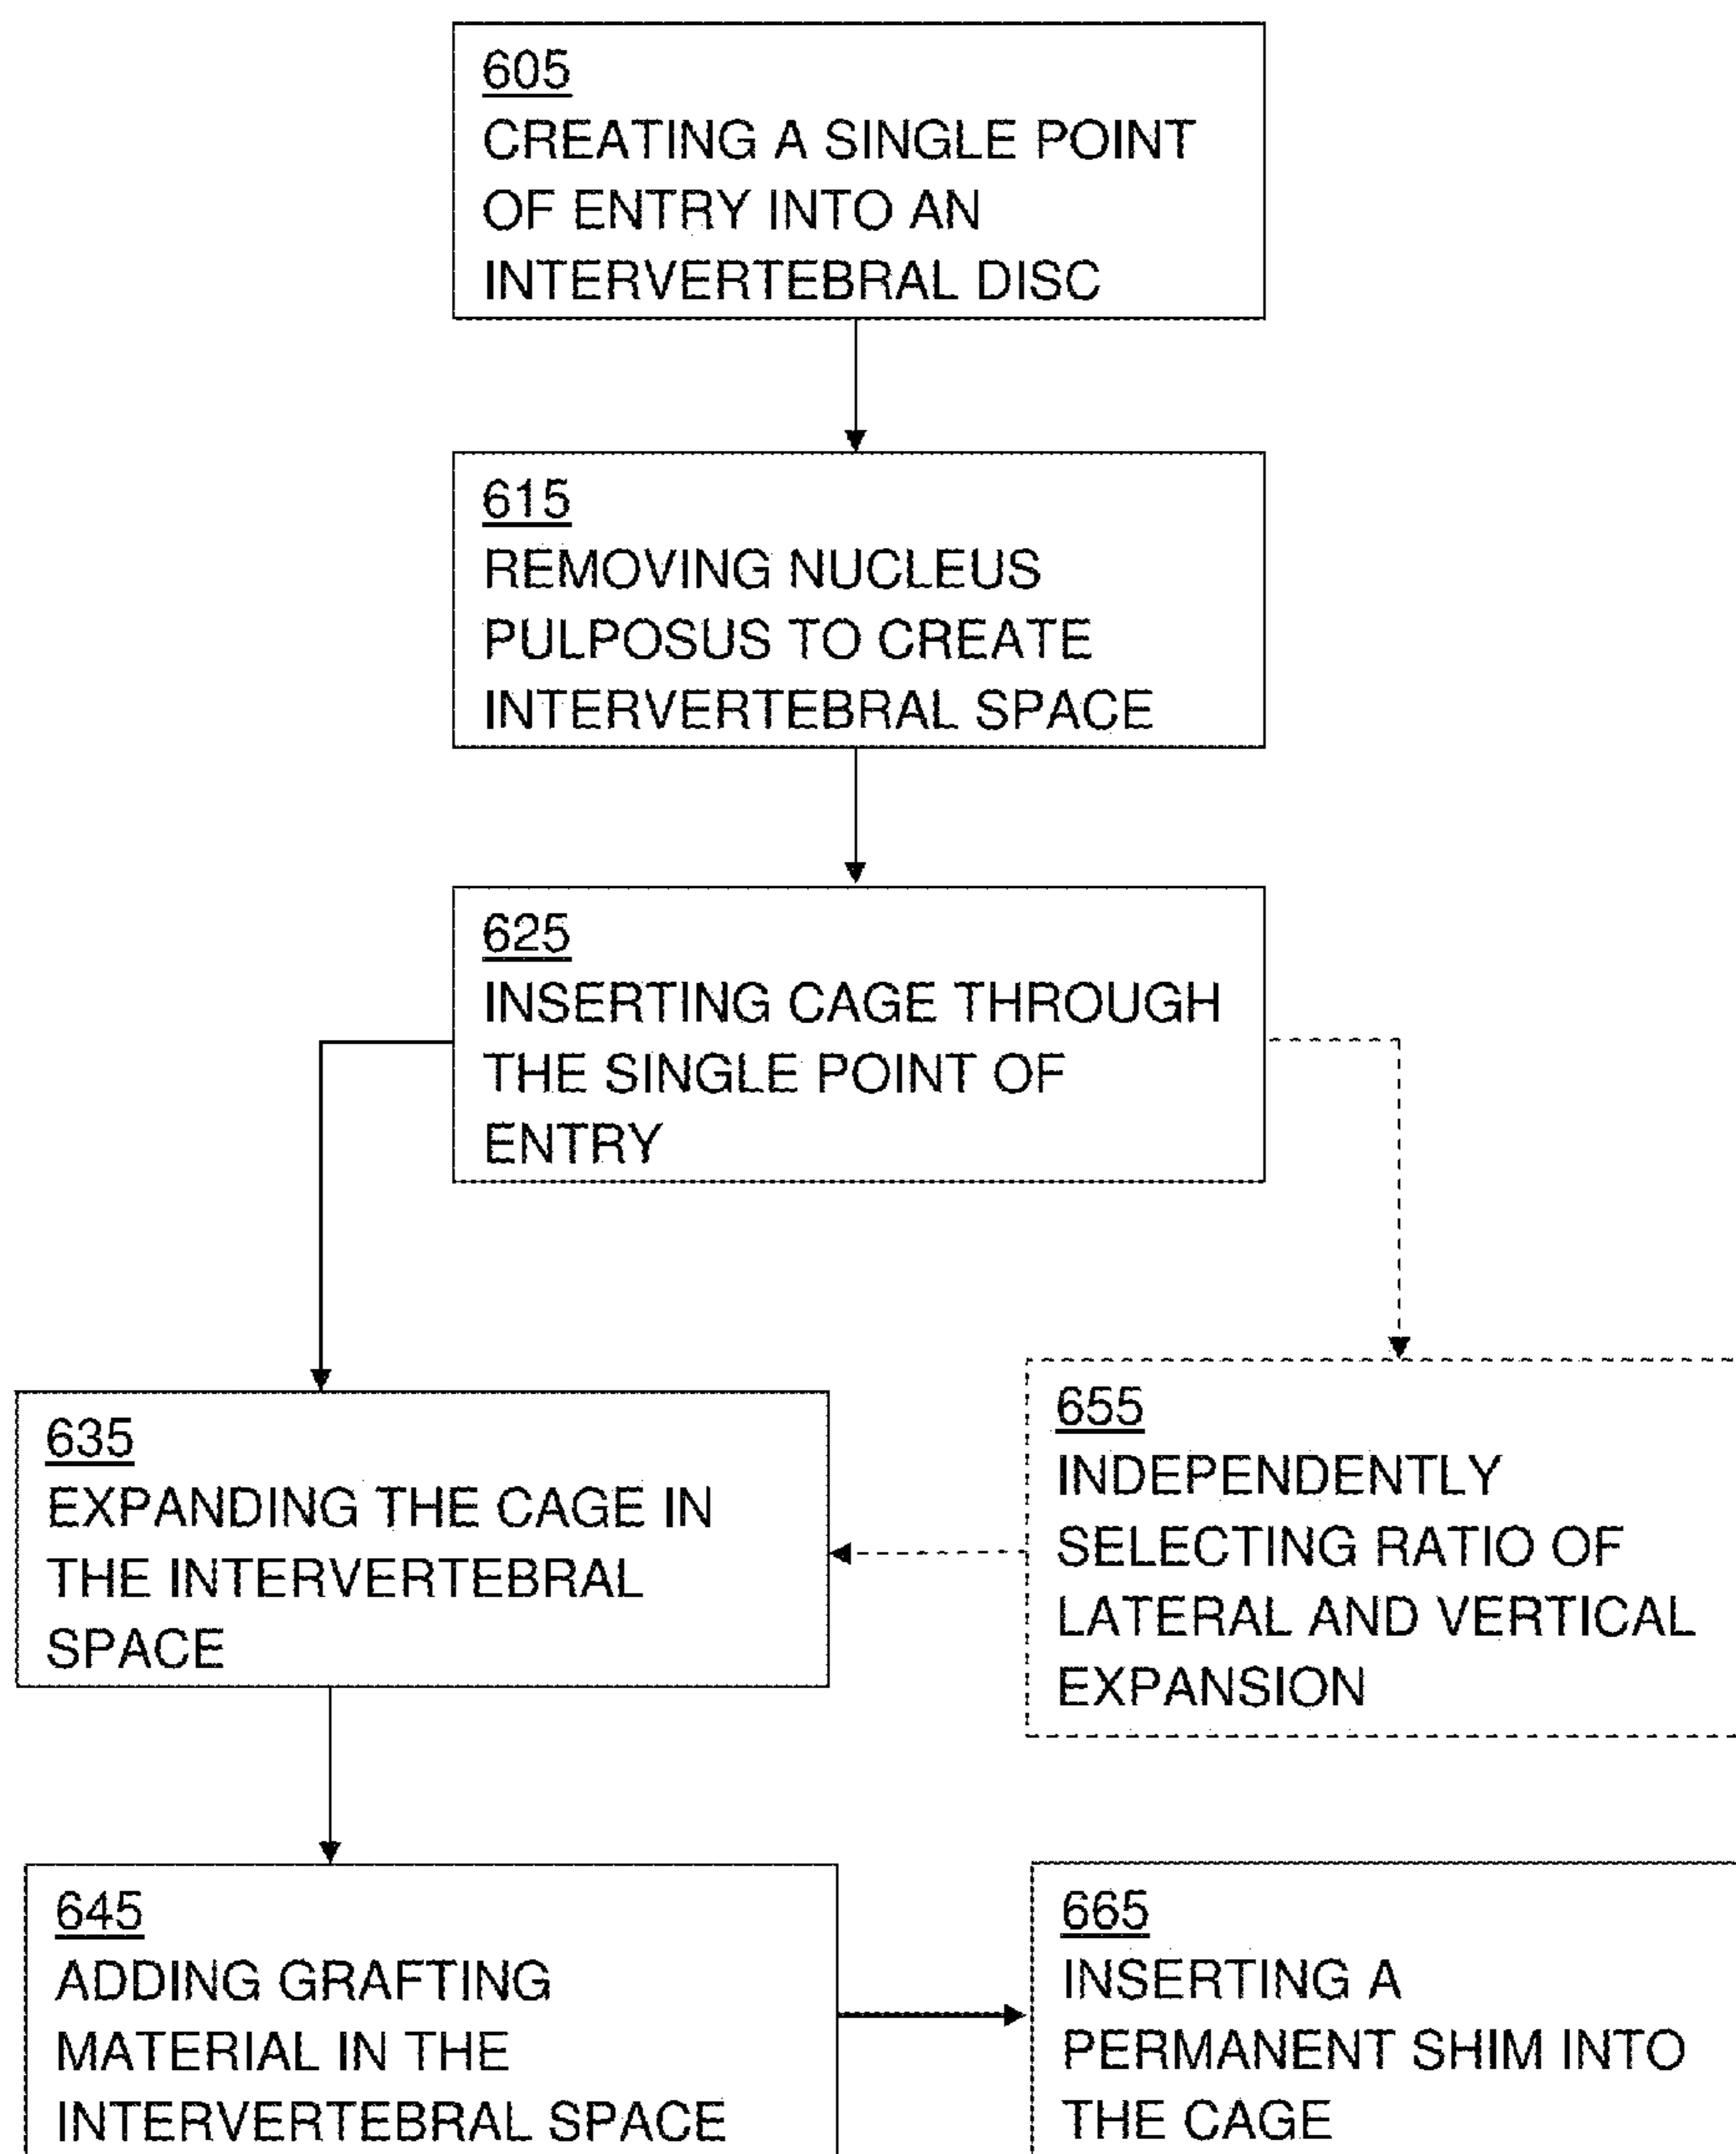 605
CREATING A SINGLE POINT
OF ENTRY INTO AN
INTERVERTEBRAL DISC
615
REMOVING NUCLEUS
PULPOSUS TO CREATE
INTERVERTEBRAL SPACE
625
INSERTING CAGE THROUGH
THE SINGLE POINT OF
ENTRY
635
EXPANDING THE CAGE IN
THE INTERVERTEBRAL
SPACE
655
INDEPENDENTLY
SELECTING RATIO OF
LATERAL AND VERTICAL
EXPANSION
645
ADDING GRAFTING
MATERIAL IN THE
INTERVERTEBRAL SPACE
665
INSERTING A
PERMANENT SHIM INTO
THE CAGE